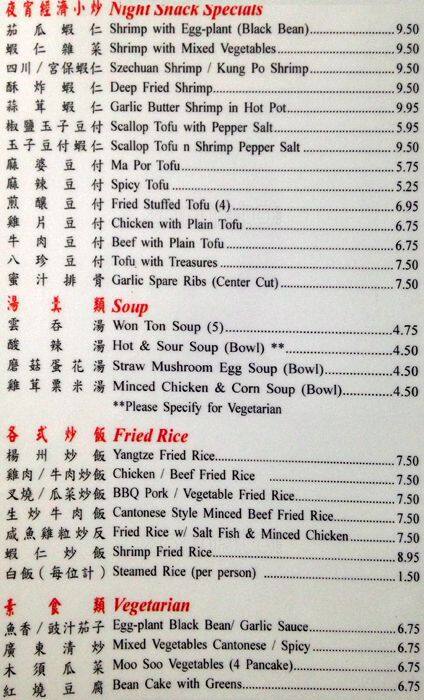 夜宵經濟小炒 Night Snack Specials
茄瓜蝦仁 Shrimp with Egg-plant (Black Bean) 9.50
蝦仁雜菜 Shrimp with Mixed Vegetables 9.50
四川/宮保蝦仁 Szechuan Shrimp / Kung Po Shrimp 9.50
酥炸蝦仁 Deep Fried Shrimp 9.50
蒜茸蝦仁 Garlic Butter Shrimp in Hot Pot 9.95
椒鹽玉子豆付 Scallop Tofu with Pepper Salt 5.95
玉子豆付蝦仁 Scallop Tofu n Shrimp Pepper Salt 9.50
麻婆豆付 Ma Por Tofu 5.75
麻辣豆付 Spicy Tofu 5.25
煎釀豆付 Fried Stuffed Tofu (4) 6.95
雞片豆付 Chicken with Plain Tofu 6.75
牛肉豆付 Beef with Plain Tofu 6.75
八珍豆付 Tofu with Treasures 7.50
蜜汁排骨 Garlic Spare Ribs (Center Cut) 7.50
湯羹類 Soup
雲吞湯 Won Ton Soup (5) 4.75
酸辣湯 Hot & Sour Soup (Bowl) ** 4.50
磨菇蛋花湯 Straw Mushroom Egg Soup (Bowl) 4.50
雞茸粟米湯 Minced Chicken & Corn Soup (Bowl) 4.50
**Please Specify for Vegetarian
各式炒飯 Fried Rice
楊州炒飯 Yangtze Fried Rice 7.50
雞肉/牛肉炒飯 Chicken / Beef Fried Rice 7.50
叉燒/瓜菜炒飯 BBQ Pork / Vegetable Fried Rice 7.50
生炒牛肉飯 Cantonese Style Minced Beef Fried Rice 7.50
咸魚雞粒炒反 Fried Rice w/ Salt Fish & Minced Chicken 7.50
蝦仁炒飯 Shrimp Fried Rice 8.95
白飯(每位計) Steamed Rice (per person) 1.50
素食類 Vegetarian
魚香/豉汁茄子 Egg-plant Black Bean/ Garlic Sauce 6.75
廣東清炒 Mixed Vegetables Cantonese / Spicy 6.75
木須瓜菜 Moo Soo Vegetables (4 Pancake) 6.75
紅燒豆腐 Bean Cake with Greens 6.75